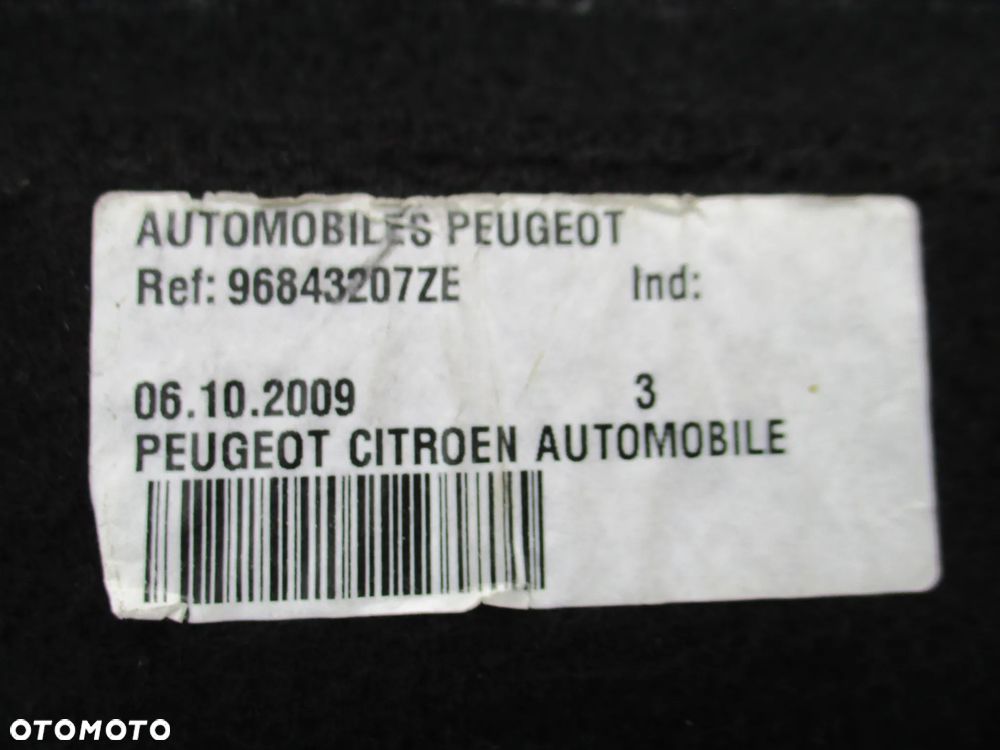 AUTOMOBILES PEUGEOT
Ref: 96843207ZE Ind:
06.10.2009 3
PEUGEOT CITROEN AUTOMOBILE
OTOMOTO